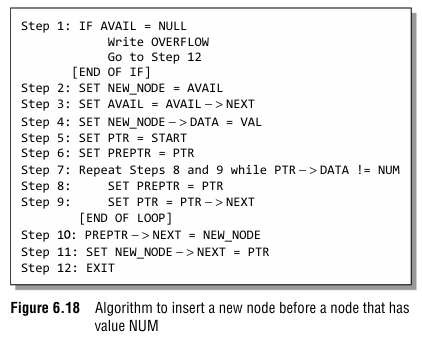 Step 1: IF AVAIL = NULL
Write OVERFLOW
Go to Step 12
[END OF IF]
Step 2: SET NEW_NODE = AVAIL
Step 3: SET AVAIL = AVAIL->NEXT
Step 4: SET NEW_NODE->DATA = VAL
Step 5: SET PTR = START
Step 6: SET PREPTR = PTR
Step 7: Repeat Steps 8 and 9 while PTR->DATA != NUM
Step 8: SET PREPTR = PTR
Step 9: SET PTR = PTR->NEXT
[END OF LOOP]
Step 10: PREPTR->NEXT = NEW_NODE
Step 11: SET NEW_NODE->NEXT = PTR
Step 12: EXIT
Figure 6.18 Algorithm to insert a new node before a node that has
value NUM